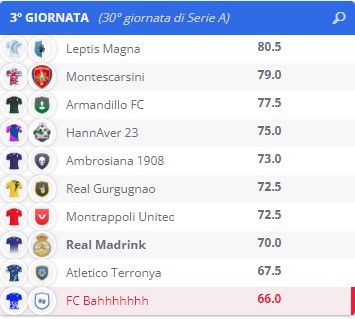 3º GIORNATA (30° giornata di Serie A)
Leptis Magna 80.5
Montescarsini 79.0
Armandillo FC 77.5
HannAver 23 75.0
Ambrosiana 1908 73.0
Real Gurgugnao 72.5
Montrappoli United 72.5
Real Madrink 70.0
Atletico Terronya 67.5
FC Bahhhhhhh 66.0